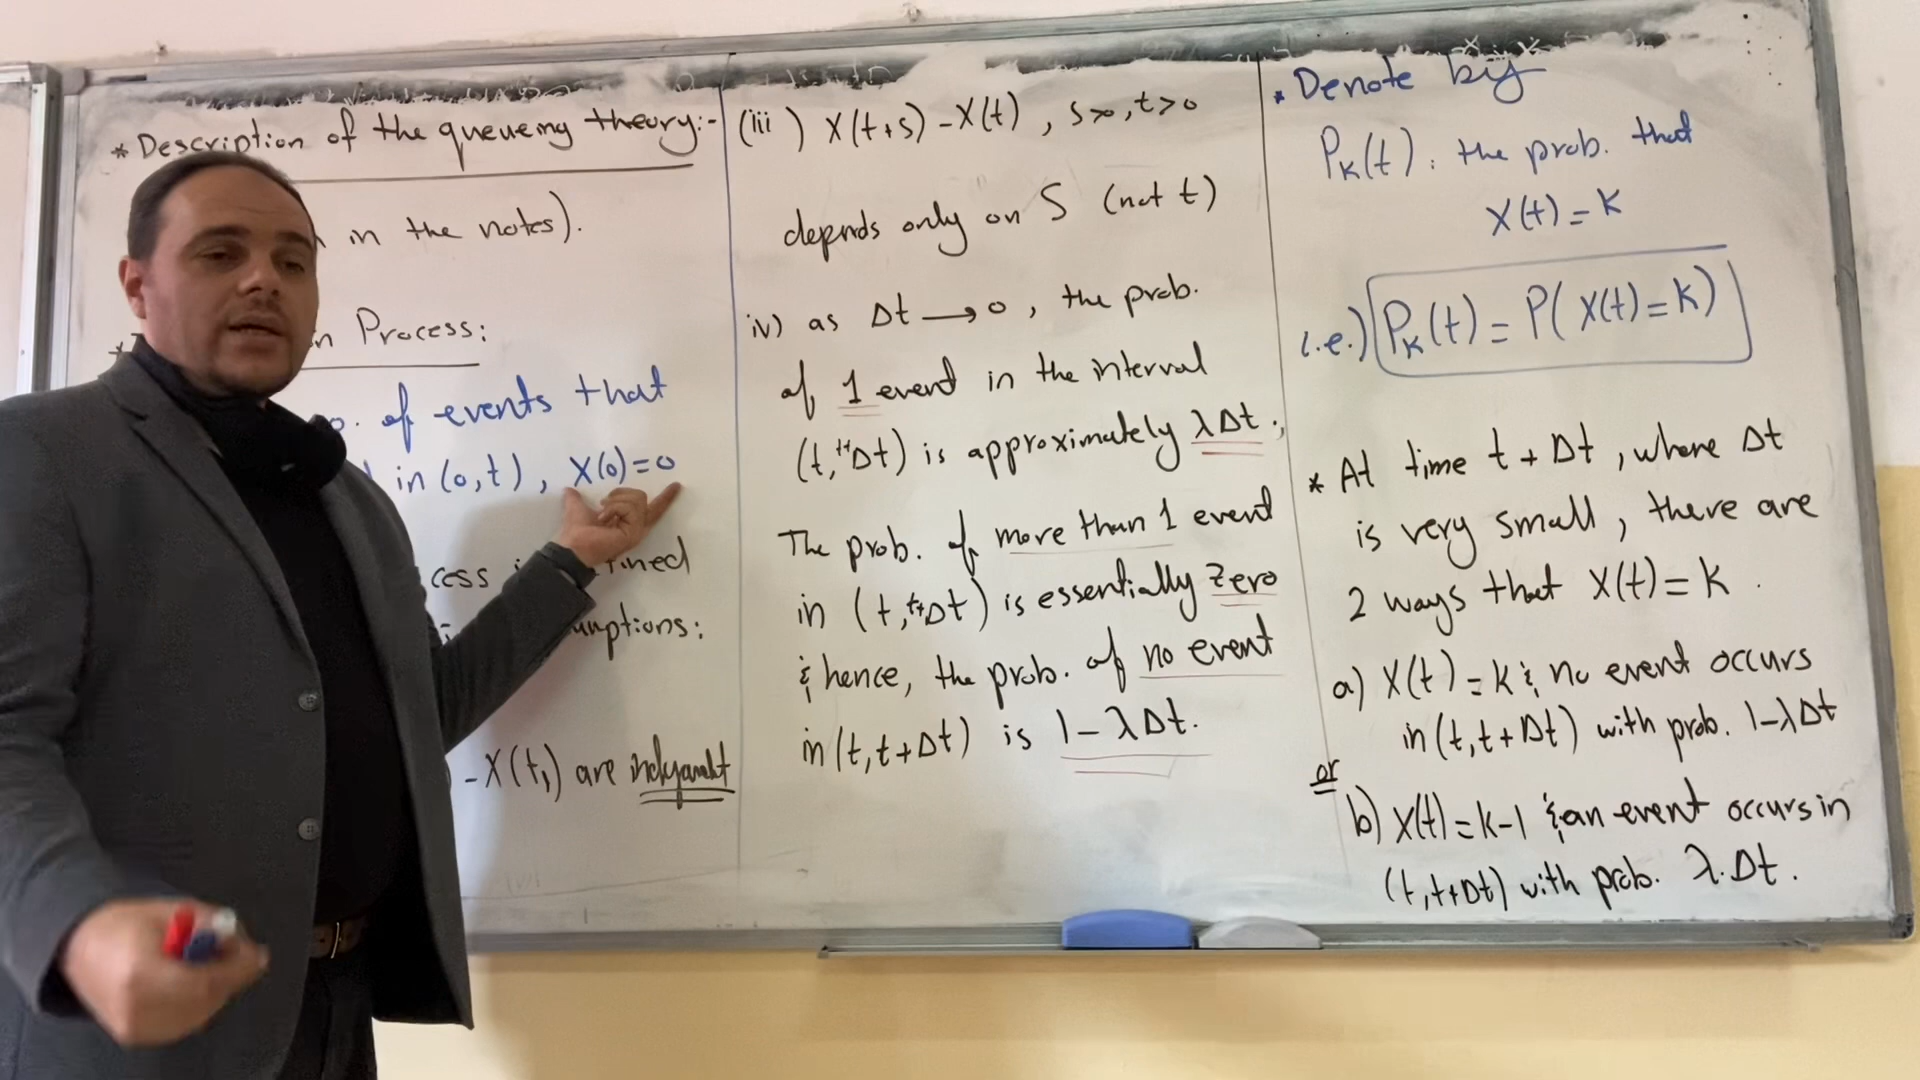 * Description of the queueing theory:-
in the notes).
n Process:
o. of events that
in (0,t), X(0)=0
cess fined
mptions:
- X(t₁) are indpendent
(iii) X(t+s) - X(t), s>0, t>0
depends only on S (not t)
iv) as Δt → 0, the prob.
of 1 event in the interval
(t, t+Δt) is approximately λΔt.
The prob. of more than 1 event
in (t, t+Δt) is essentially Zero
& hence, the prob. of no event
in (t, t+Δt) is 1-λΔt.
* Denote by
P_K(t): the prob. that
X(t)=K
i.e.) P_K(t) = P(X(t)=K)
* At time t+Δt, where Δt
is very small, there are
2 ways that X(t)=K.
a) X(t)=K & no event occurs
in (t, t+Δt) with prob. 1-λΔt
or
b) X(t)=K-1 & an event occurs in
(t, t+Δt) with prob. λ.Δt.